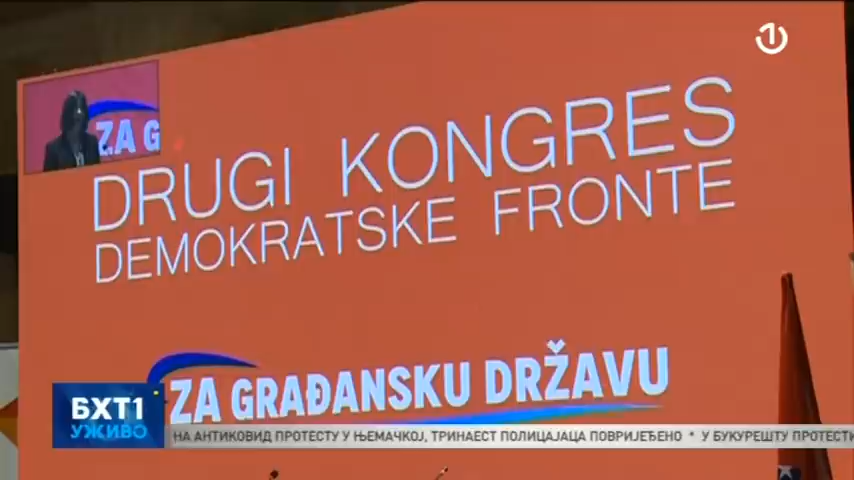 ZA G
DRUGI KONGRES
DEMOKRATSKE FRONTE
ZA GRAĐANSKU DRŽAVU
БХТ1
УЖИВО
НА АНТИКОВИД ПРОТЕСТУ У ЊЕМАЧКОЈ, ТРИНАЕСТ ПОЛИЦАЈАЦА ПОВРИЈЕЂЕНО * У БУКУРЕШТУ ПРОТЕСТИ